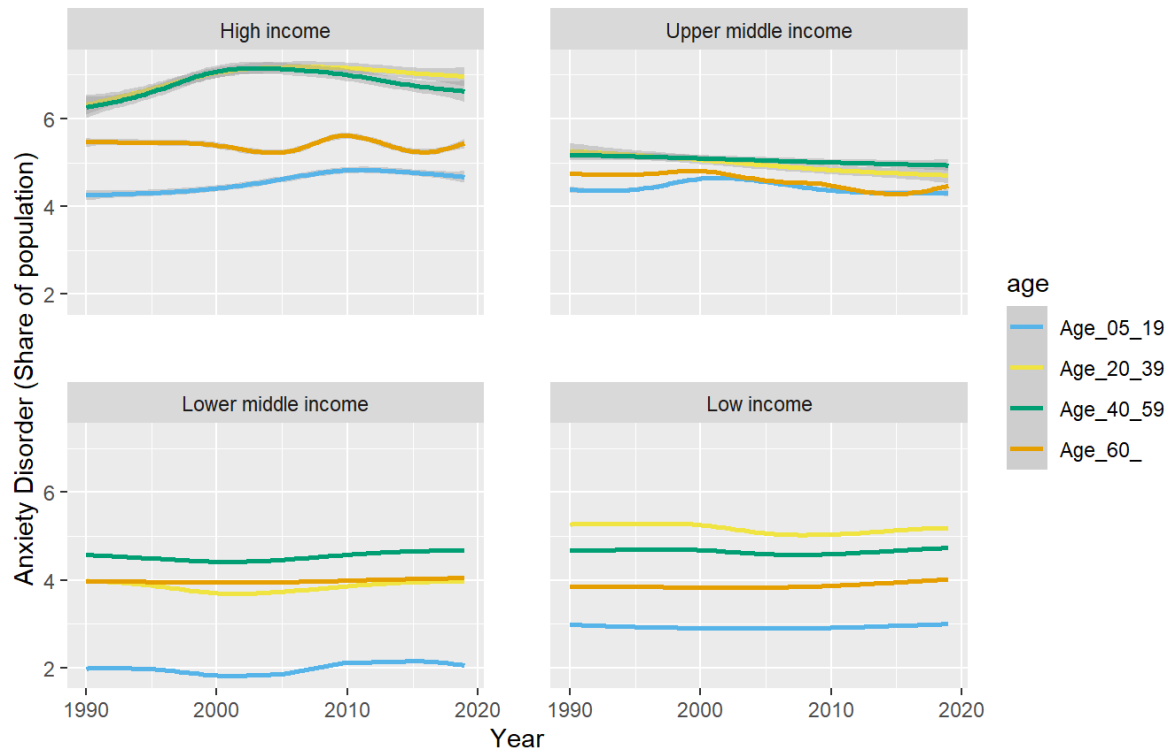 High income
Upper middle income
6
4
2
Lower middle income
Low income
6
4
2
1990
2000
2010
2020
1990
2000
2010
2020
Year
Anxiety Disorder (Share of population)
age
Age_05_19
Age_20_39
Age_40_59
Age_60_